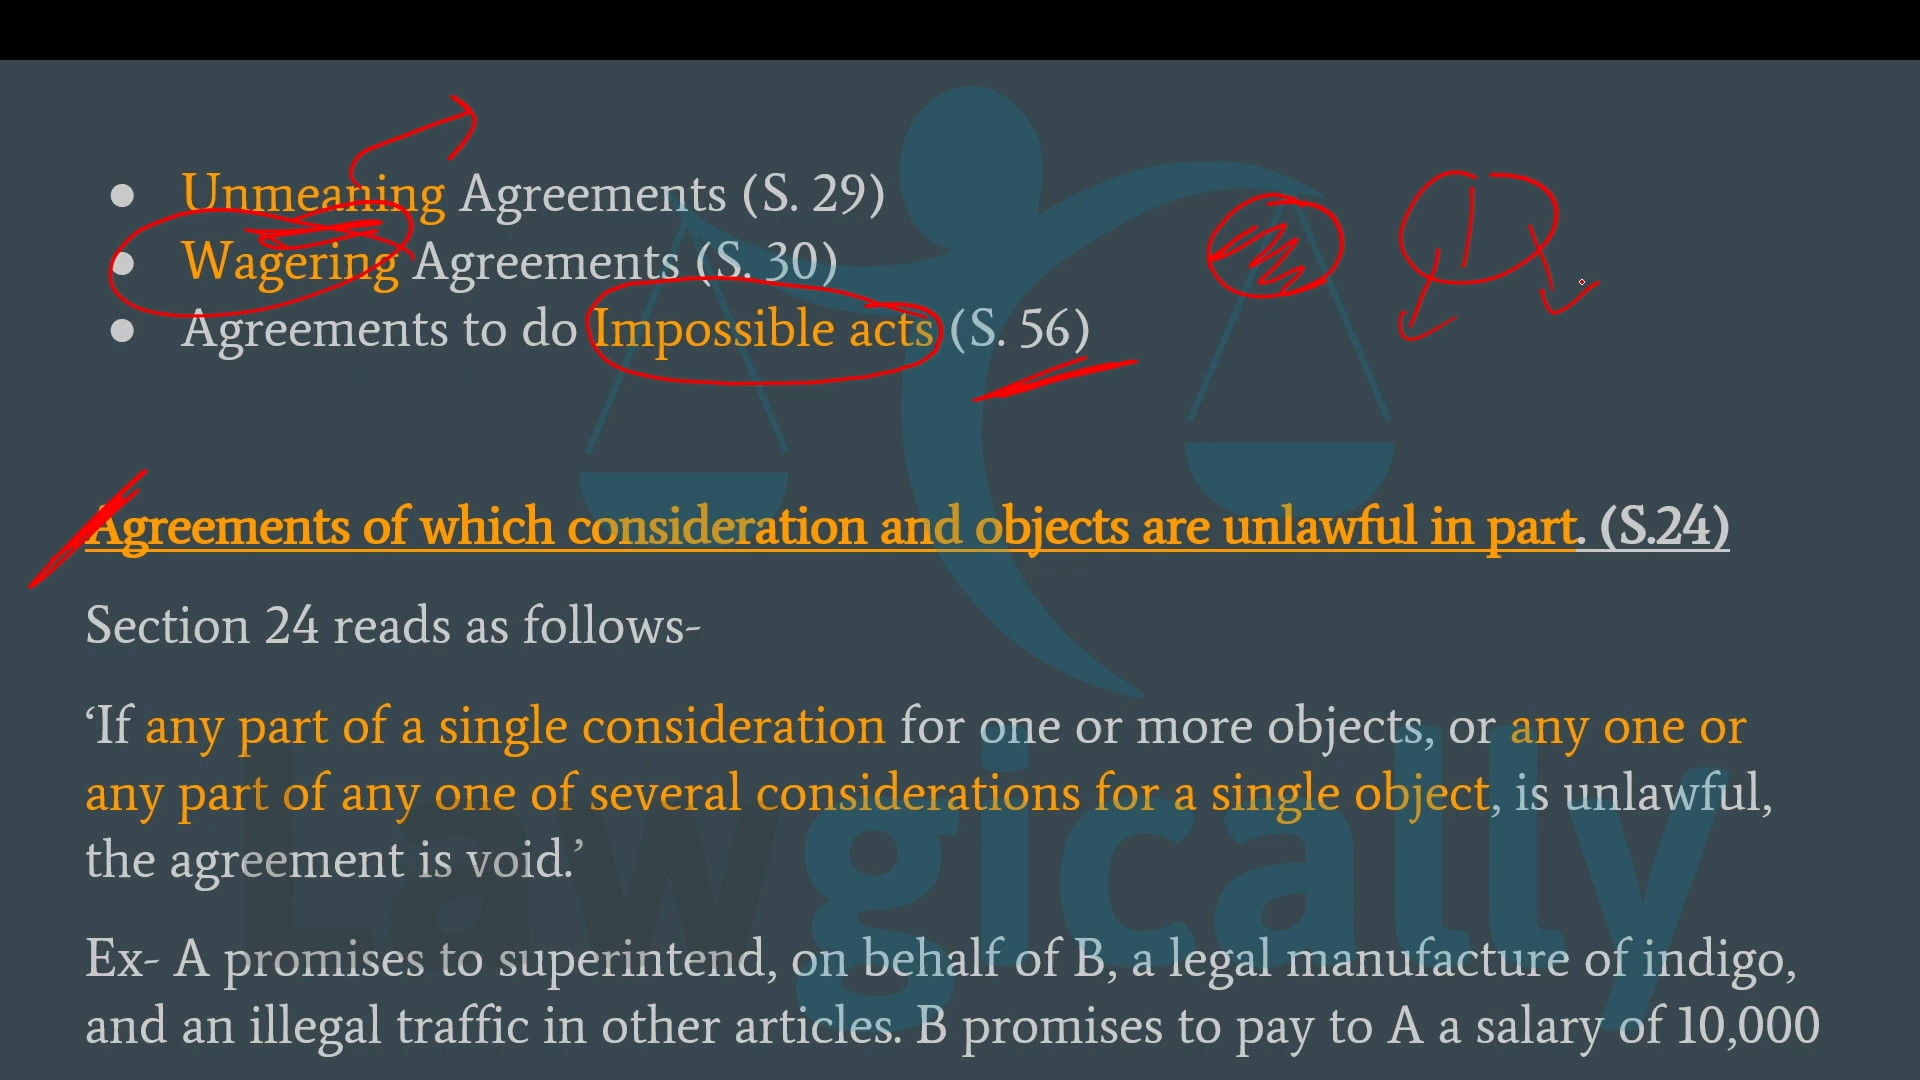 ● Unmeaning Agreements (S. 29)
● Wagering Agreements (S. 30)
● Agreements to do Impossible acts (S. 56)
Agreements of which consideration and objects are unlawful in part. (S.24)
Section 24 reads as follows-
‘If any part of a single consideration for one or more objects, or any one or
any part of any one of several considerations for a single object, is unlawful,
the agreement is void.’
Ex- A promises to superintend, on behalf of B, a legal manufacture of indigo,
and an illegal traffic in other articles. B promises to pay to A a salary of 10,000
Lawgically